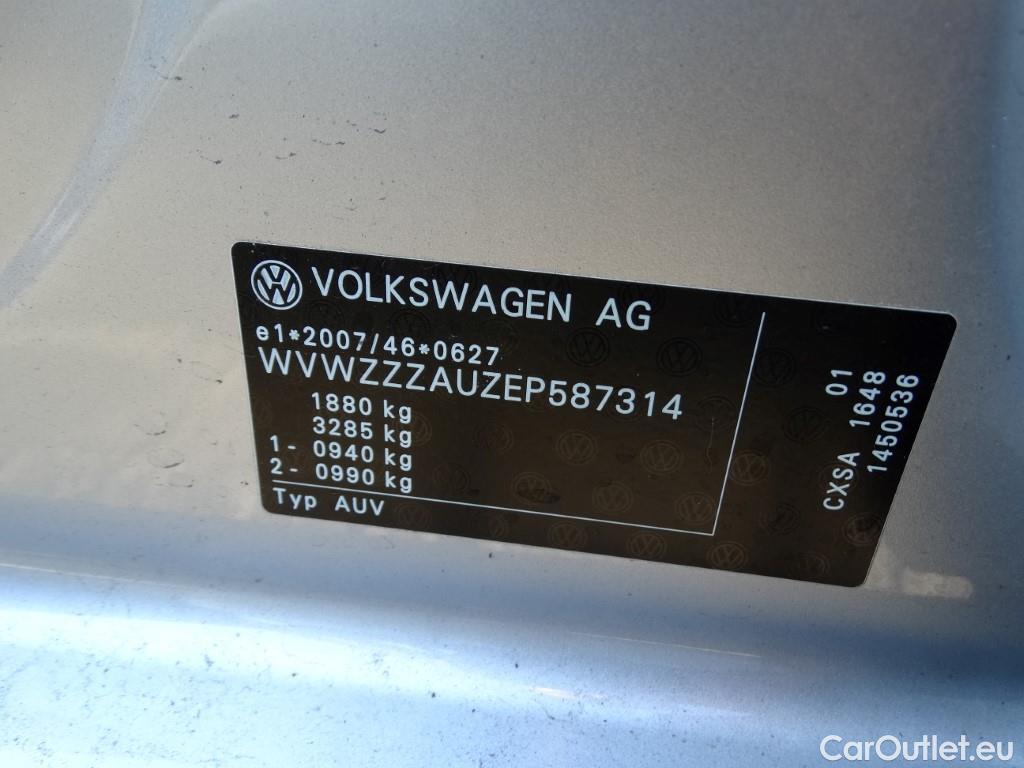 VOLKSWAGEN AG
e1*2007/46*0627
WVWZZZAUZEP587314
1880 kg
3285 kg
1- 0940 kg
2- 0990 kg
Typ AUV
01
CXSA 1648
1450536
CarOutlet.eu